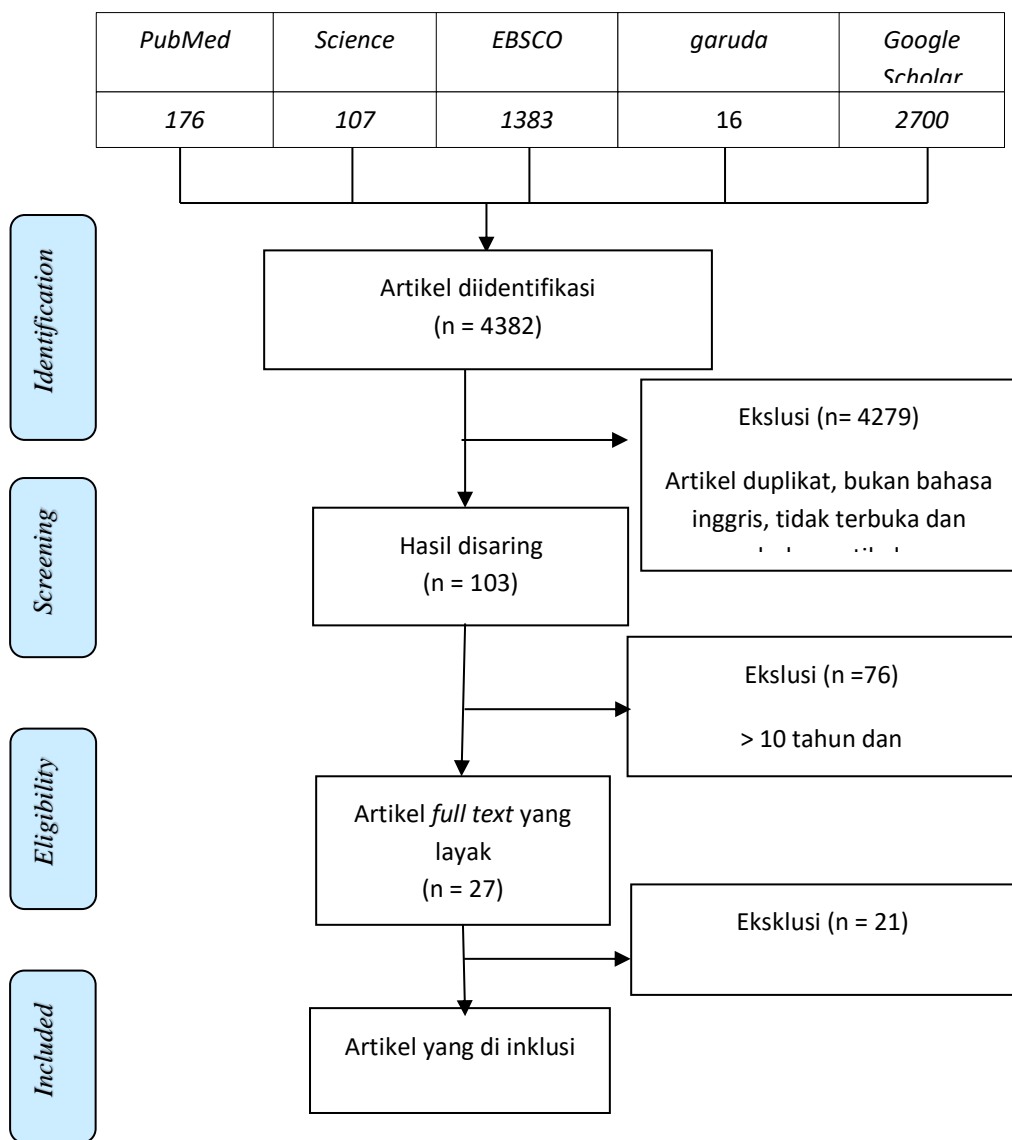 PubMed
Science
EBSCO
garuda
Google
Scholar
176
107
1383
16
2700
Identification
Artikel diidentifikasi
(n = 4382)
Ekslusi (n= 4279)
Artikel duplikat, bukan bahasa
inggris, tidak terbuka dan
Screening
Hasil disaring
(n = 103)
Ekslusi (n =76)
> 10 tahun dan
Eligibility
Artikel full text yang
layak
(n = 27)
Eksklusi (n = 21)
Included
Artikel yang di inklusi